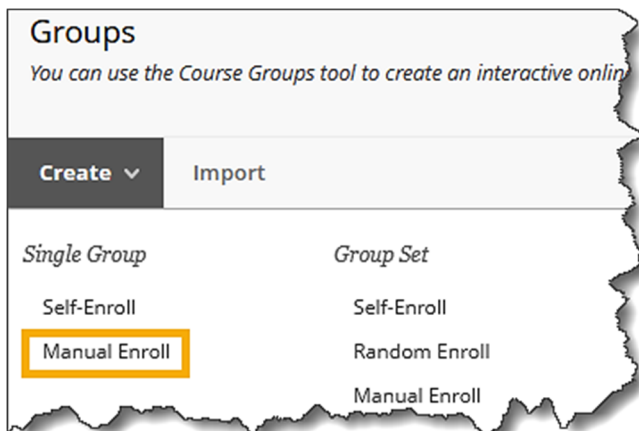 Groups
You can use the Course Groups tool to create an interactive onlin
Create
Import
Single Group
Self-Enroll
Manual Enroll
Group Set
Self-Enroll
Random Enroll
Manual Enroll